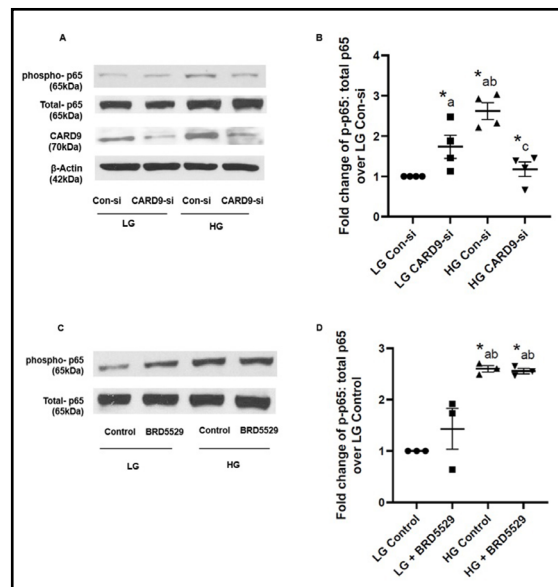 A
phospho- p65
(65kDa)
Total- p65
(65kDa)
CARD9
(70kDa)
β-Actin
(42kDa)
Con-si CARD9-si Con-si CARD9-si
LG HG
B
Fold change of p-p65: total p65
over LG Con-si
4
3
2
1
0
*
a
*
ab
*
c
LG Con-si
LG CARD9-si
HG Con-si
HG CARD9-si
C
phospho- p65
(65kDa)
Total- p65
(65kDa)
Control BRD5529 Control BRD5529
LG HG
D
Fold change of p-p65: total p65
over LG Control
3
2
1
0
*
ab
*
ab
LG Control
LG + BRD5529
HG Control
HG + BRD5529